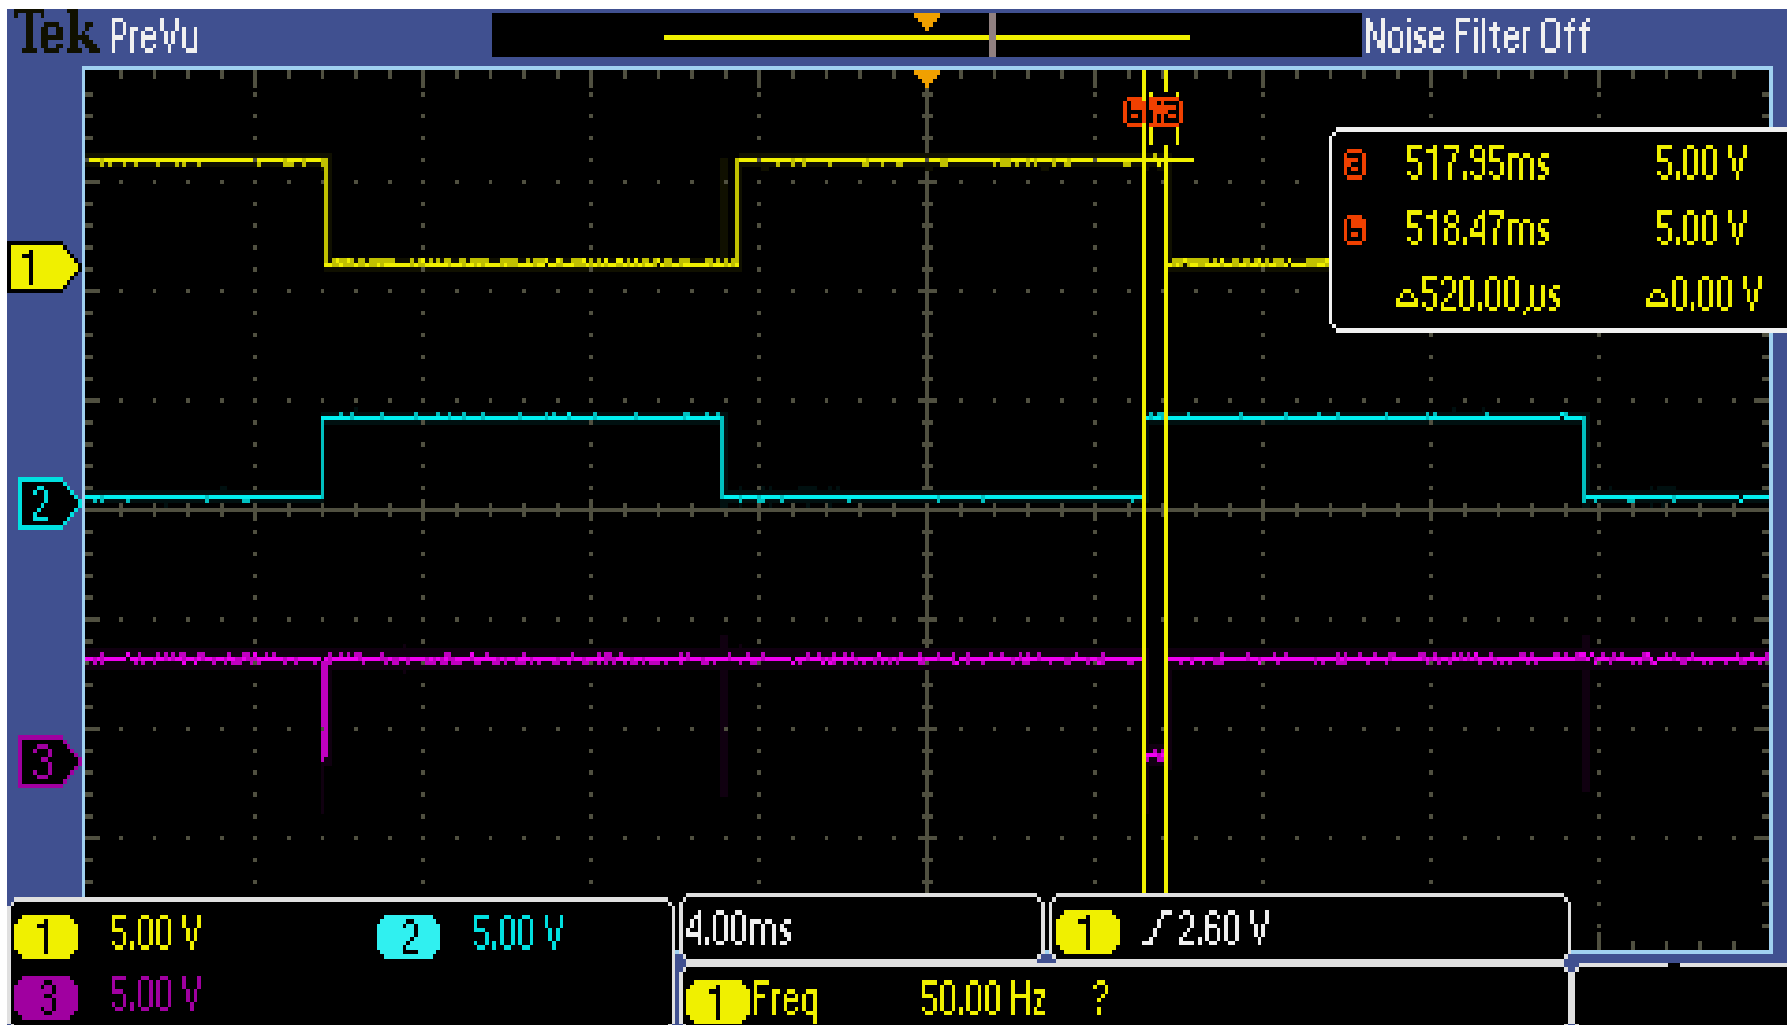 Tek PreVu
Noise Filter Off
a 517.95ms 5.00 V
b 518.47ms 5.00 V
△520.00µs △0.00 V
1
2
3
1 5.00 V 2 5.00 V
3 5.00 V
4.00ms
1 2.60 V
1 Freq 50.00 Hz ?